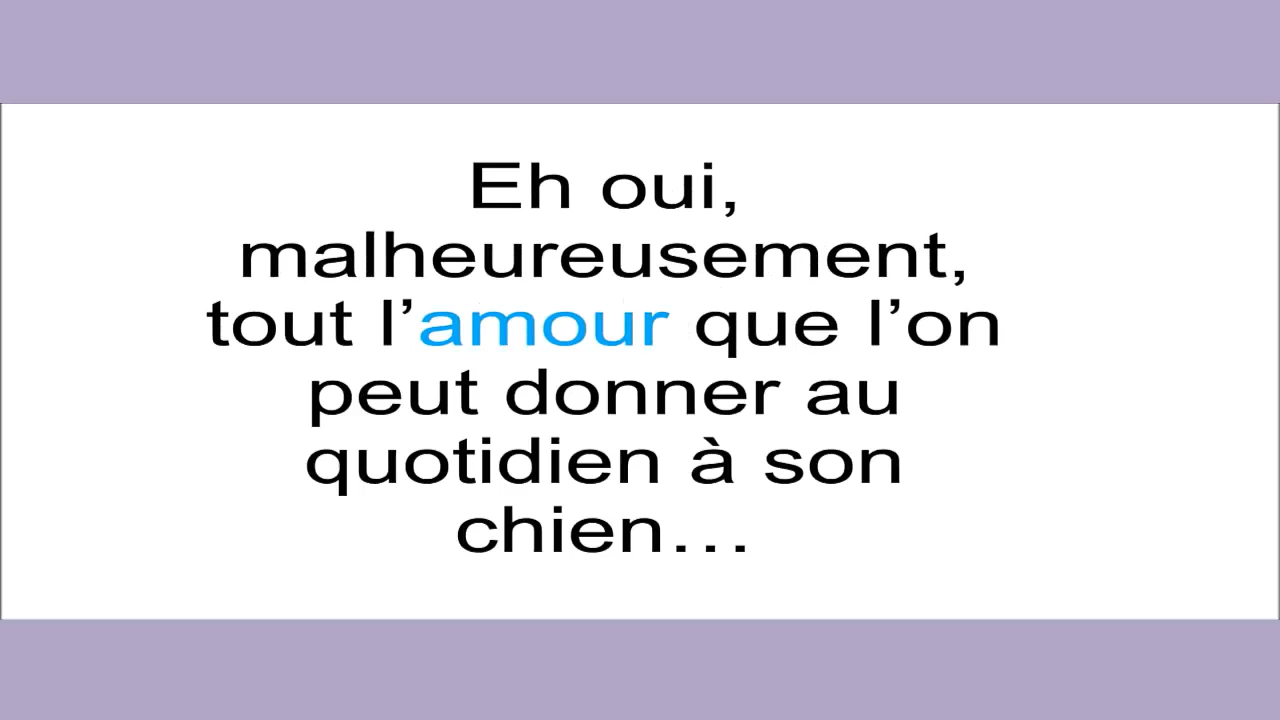 Eh oui,
malheureusement,
tout l’amour que l’on
peut donner au
quotidien à son
chien…